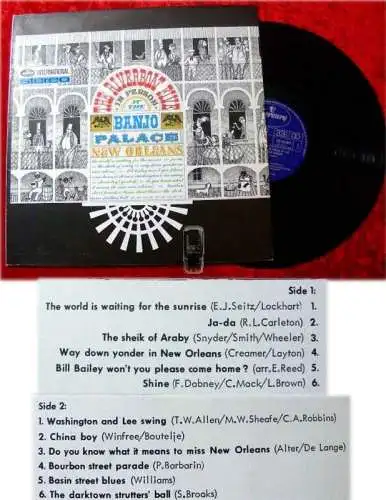 INTERNATIONAL
stereo
THE RIVERBOAT FIVE
IN PERSON
AT THE
BANJO
PALACE
NEW ORLEANS
mercury
Side 1:
The world is waiting for the sunrise (E.J.Seitz/Lockhart) 1.
Ja-da (R.L.Carleton) 2.
The sheik of Araby (Snyder/Smith/Wheeler) 3.
Way down yonder in New Orleans (Creamer/Layton) 4.
Bill Bailey won't you please come home? (arr.E.Reed) 5.
Shine (F.Dabney/C.Mack/L.Brown) 6.
Side 2:
1. Washington and Lee swing (T.W.Allen/M.W.Sheafe/C.A.Robbins)
2. China boy (Winfree/Boutelje)
3. Do you know what it means to miss New Orleans (Alter/De Lange)
4. Bourbon street parade (P.Barbarin)
5. Basin street blues (Williams)
6. The darktown strutters' ball (S.Brooks)